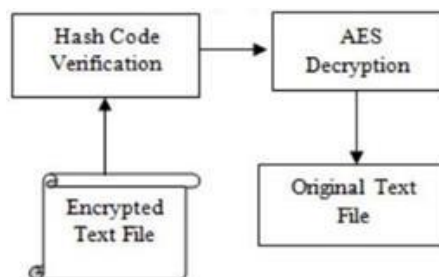 Hash Code
Verification
AES
Decryption
Encrypted
Text File
Original Text
File